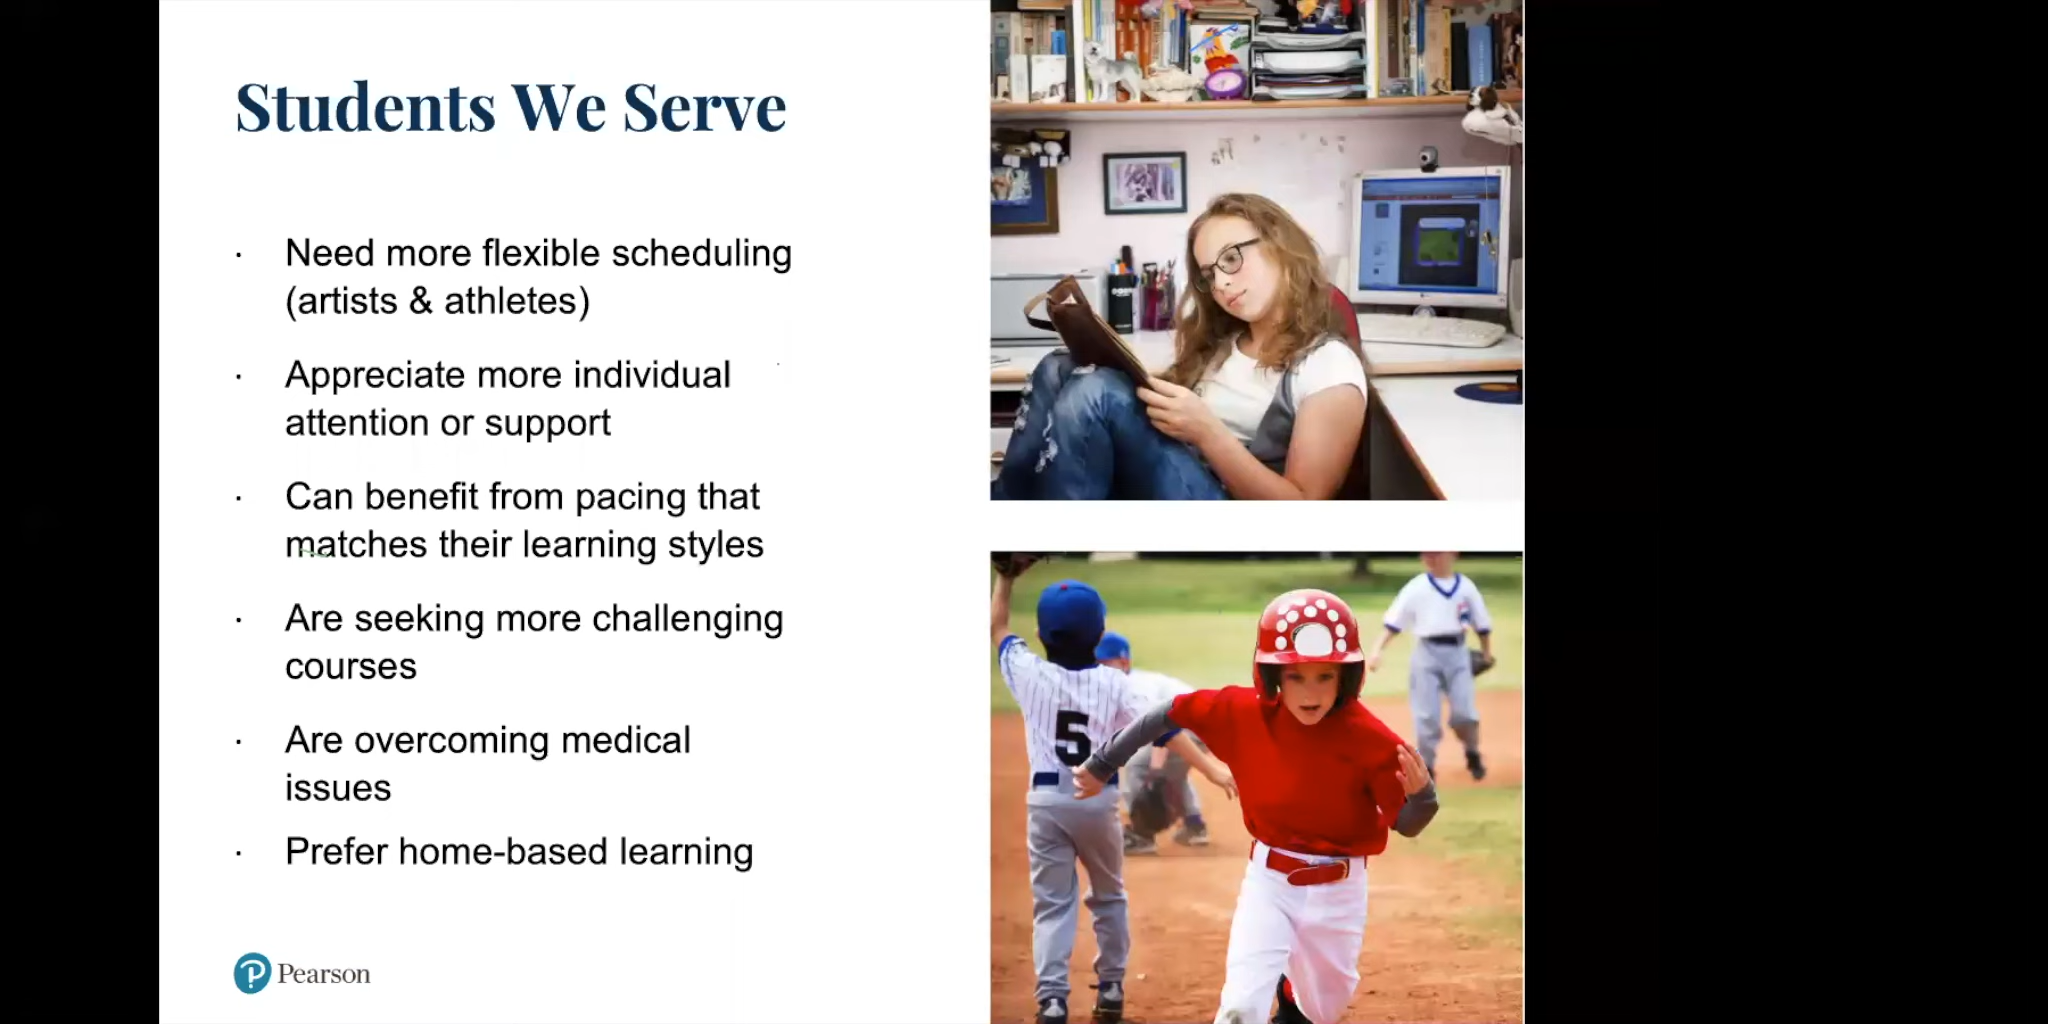 Students We Serve
· Need more flexible scheduling
(artists & athletes)
· Appreciate more individual
attention or support
· Can benefit from pacing that
matches their learning styles
· Are seeking more challenging
courses
· Are overcoming medical
issues
· Prefer home-based learning
P Pearson
5